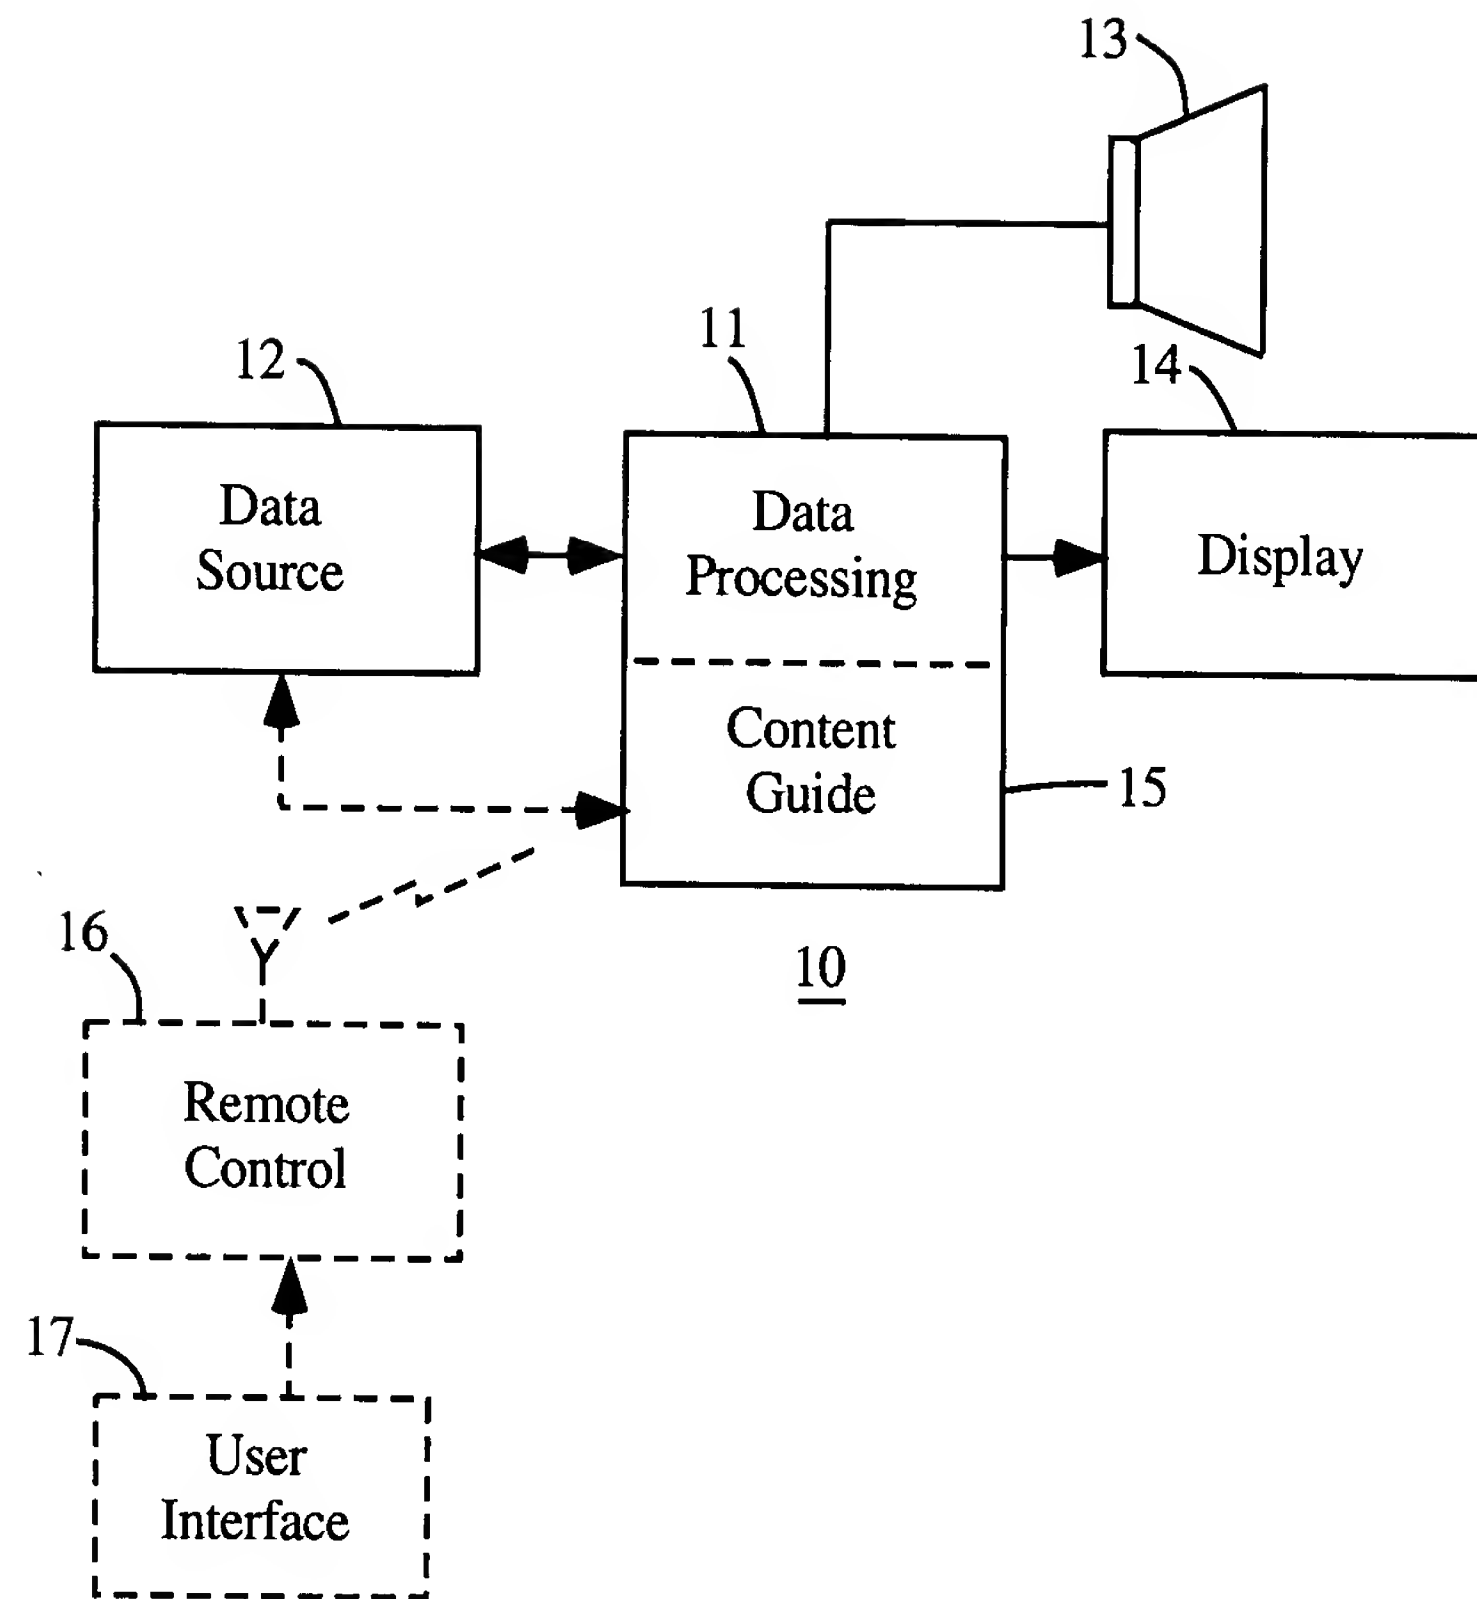 13
11
12
14
Data
Source
Data
Processing
Display
Content
Guide
15
16
10
Remote
Control
17
User
Interface